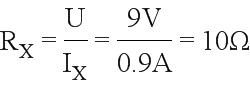 R_X = U / I_X = 9V / 0.9A = 10Ω